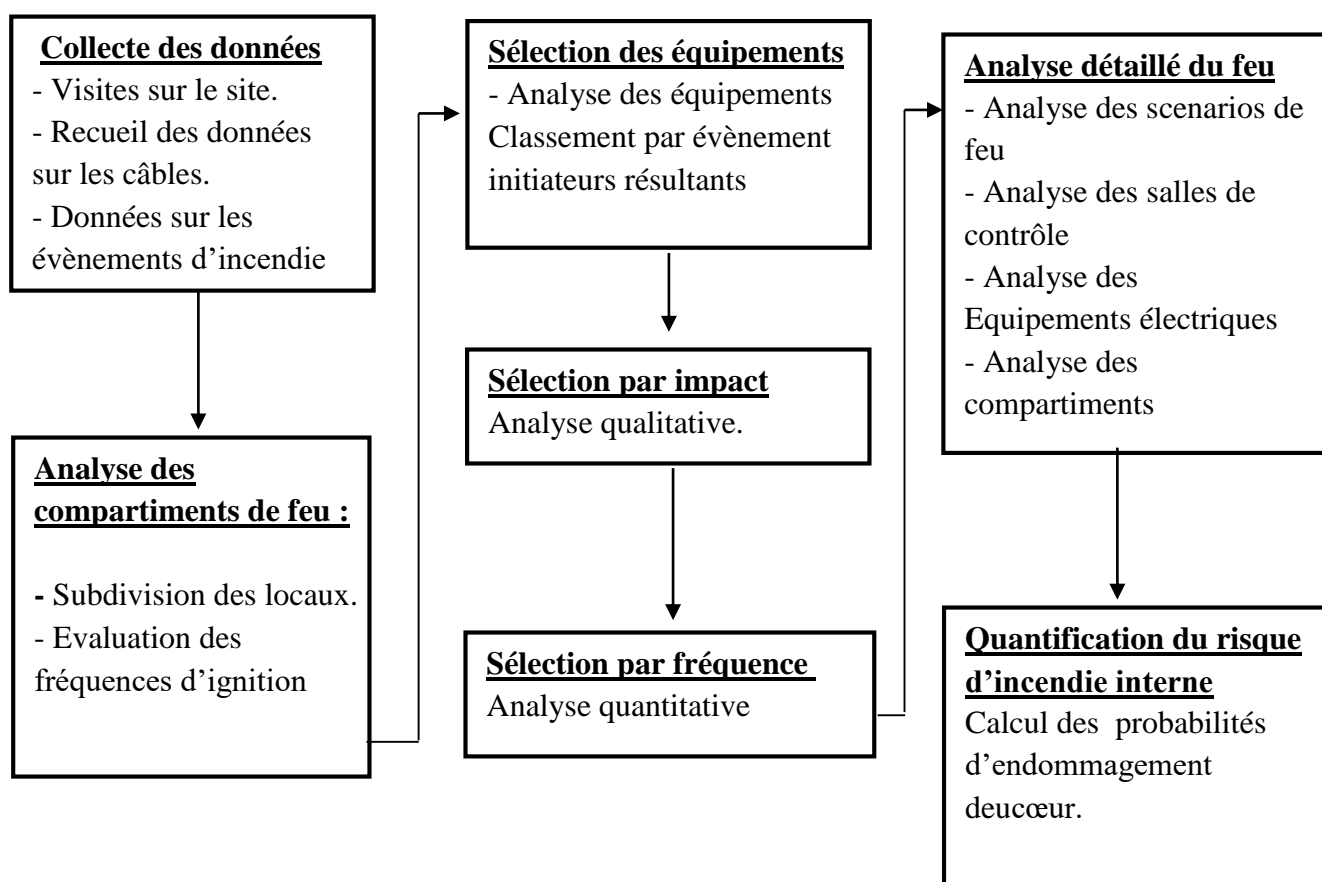 Collecte des données
- Visites sur le site.
- Recueil des données
sur les câbles.
- Données sur les
évènements d’incendie
Analyse des
compartiments de feu :
- Subdivision des locaux.
- Evaluation des
fréquences d’ignition
Sélection des équipements
- Analyse des équipements
Classement par évènement
initiateurs résultants
Sélection par impact
Analyse qualitative.
Sélection par fréquence
Analyse quantitative
Analyse détaillé du feu
- Analyse des scenarios de
feu
- Analyse des salles de
contrôle
- Analyse des
Equipements électriques
- Analyse des
compartiments
Quantification du risque
d’incendie interne
Calcul des probabilités
d’endommagement
deucœur.